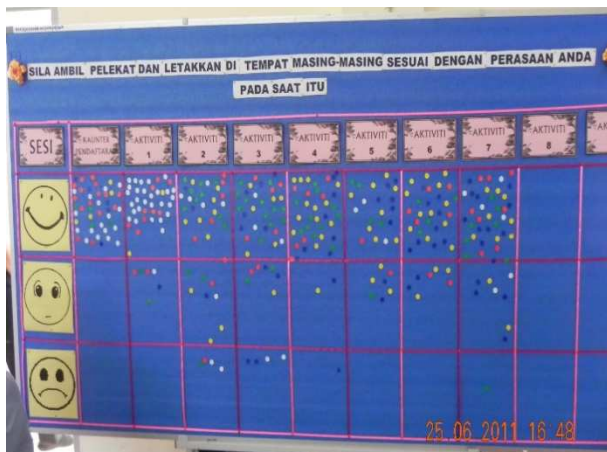 SILA AMBIL PELEKAT DAN LETAKKAN DI TEMPAT MASING-MASING SESUAI DENGAN PERASAAN ANDA
PADA SAAT ITU
SESI
KAUNTER
PENDAFTARAN
AKTIVITI
1
AKTIVITI
2
AKTIVITI
3
AKTIVITI
4
AKTIVITI
5
AKTIVITI
6
AKTIVITI
7
AKTIVITI
8
AK
25 06 2011 16 48